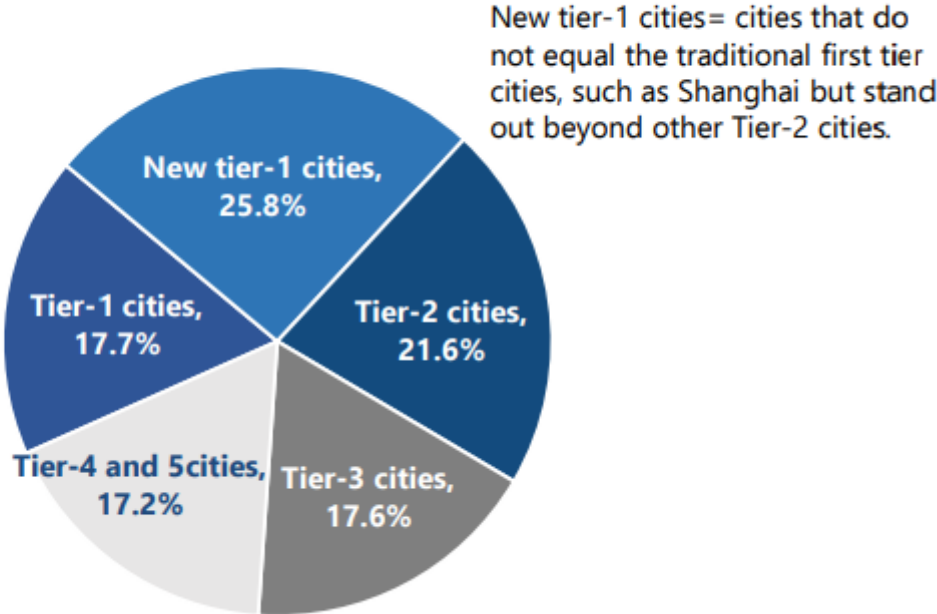 New tier-1 cities= cities that do
not equal the traditional first tier
cities, such as Shanghai but stand
out beyond other Tier-2 cities.
New tier-1 cities,
25.8%
Tier-1 cities,
17.7%
Tier-2 cities,
21.6%
Tier-4 and 5cities,
17.2%
Tier-3 cities,
17.6%